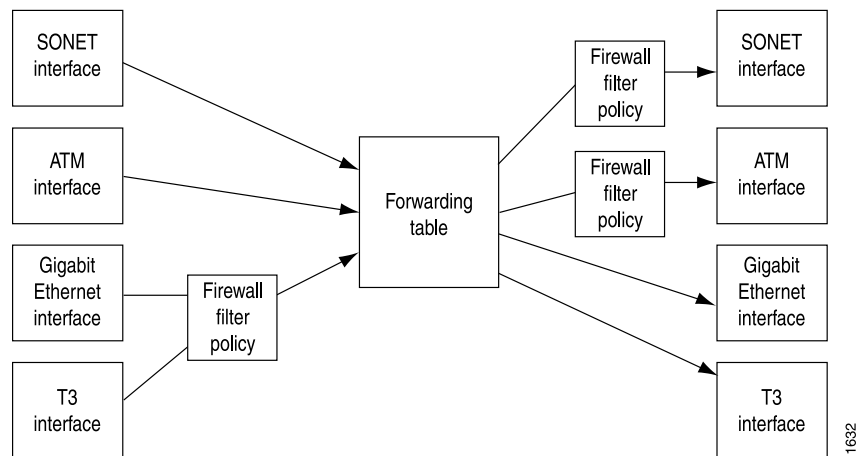 SONET
interface
ATM
interface
Gigabit
Ethernet
interface
T3
interface
Firewall
filter
policy
Forwarding
table
Firewall
filter
policy
Firewall
filter
policy
SONET
interface
ATM
interface
Gigabit
Ethernet
interface
T3
interface
1632